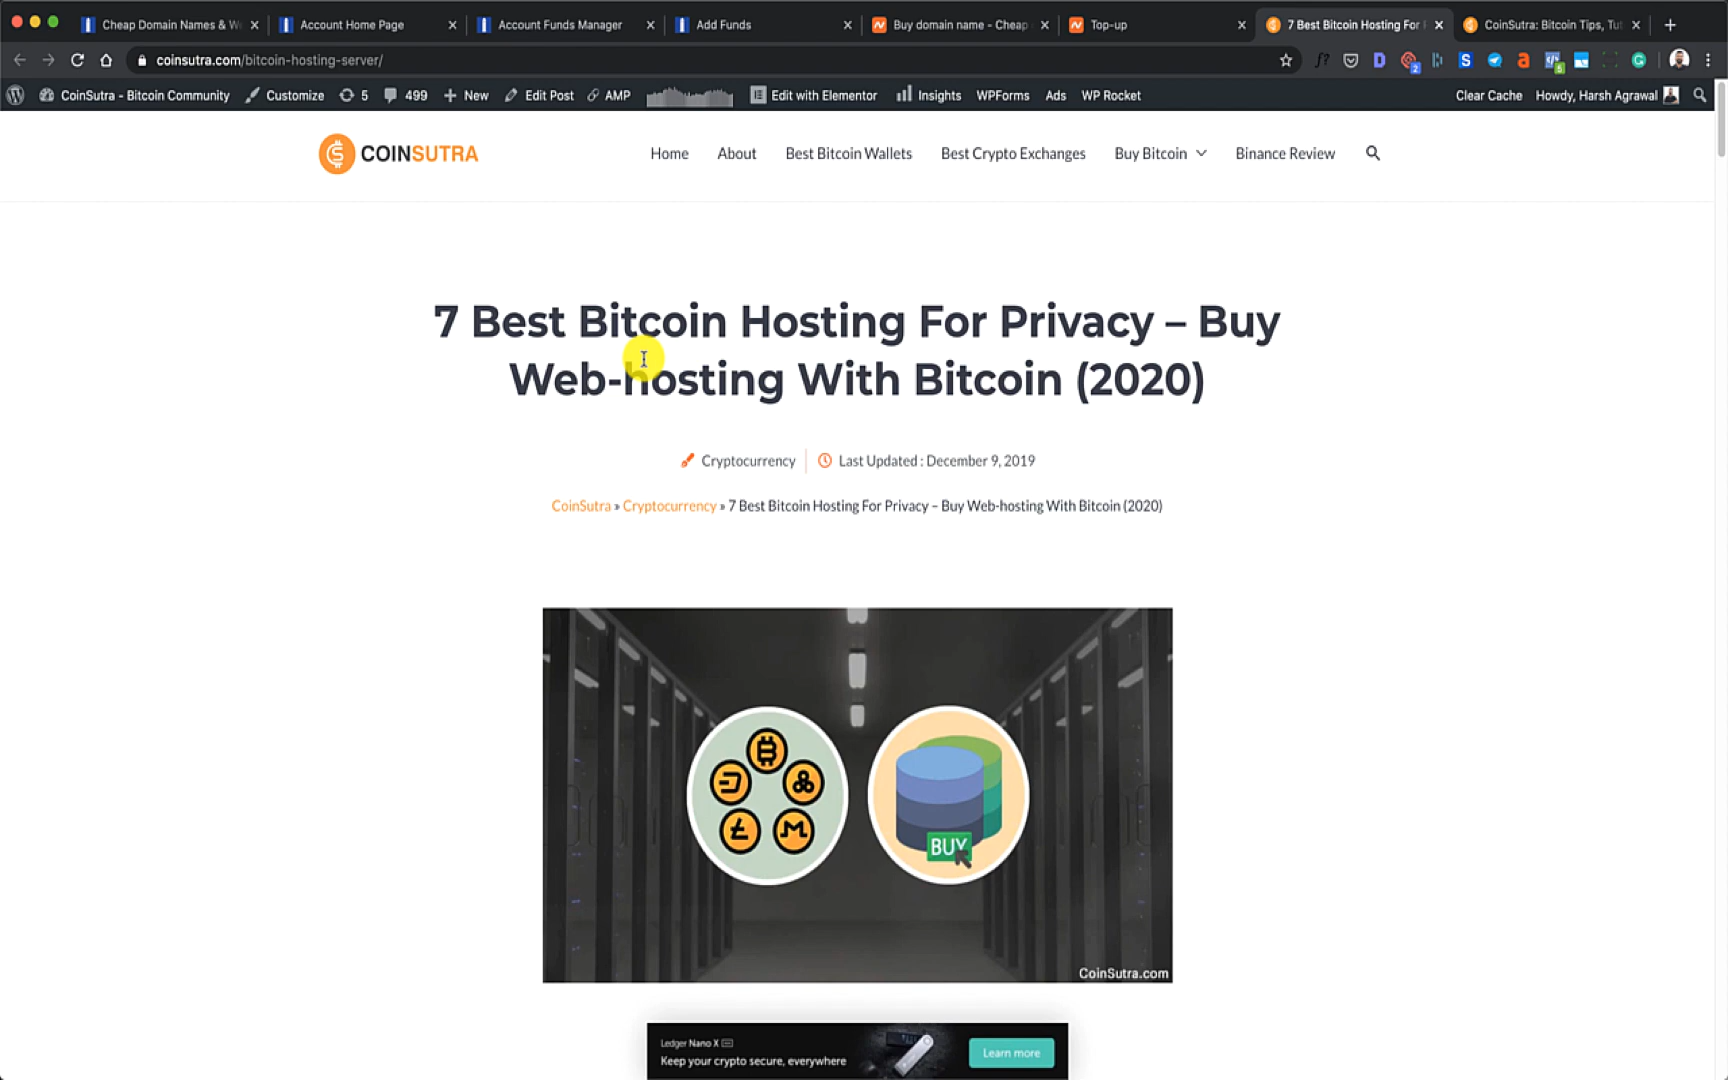 Cheap Domain Names & W
Account Home Page
Account Funds Manager
Add Funds
Buy domain name - Cheap
Top-up
7 Best Bitcoin Hosting For
CoinSutra: Bitcoin Tips, Tut
coinsutra.com/bitcoin-hosting-server/
CoinSutra - Bitcoin Community
Customize
5
499
New
Edit Post
AMP
Edit with Elementor
Insights
WPForms
Ads
WP Rocket
Clear Cache
Howdy, Harsh Agrawal
COINSUTRA
Home
About
Best Bitcoin Wallets
Best Crypto Exchanges
Buy Bitcoin
Binance Review
7 Best Bitcoin Hosting For Privacy – Buy
Web-hosting With Bitcoin (2020)
Cryptocurrency
Last Updated : December 9, 2019
CoinSutra » Cryptocurrency » 7 Best Bitcoin Hosting For Privacy – Buy Web-hosting With Bitcoin (2020)
BUY
CoinSutra.com
Ledger Nano X
Keep your crypto secure, everywhere
Learn more